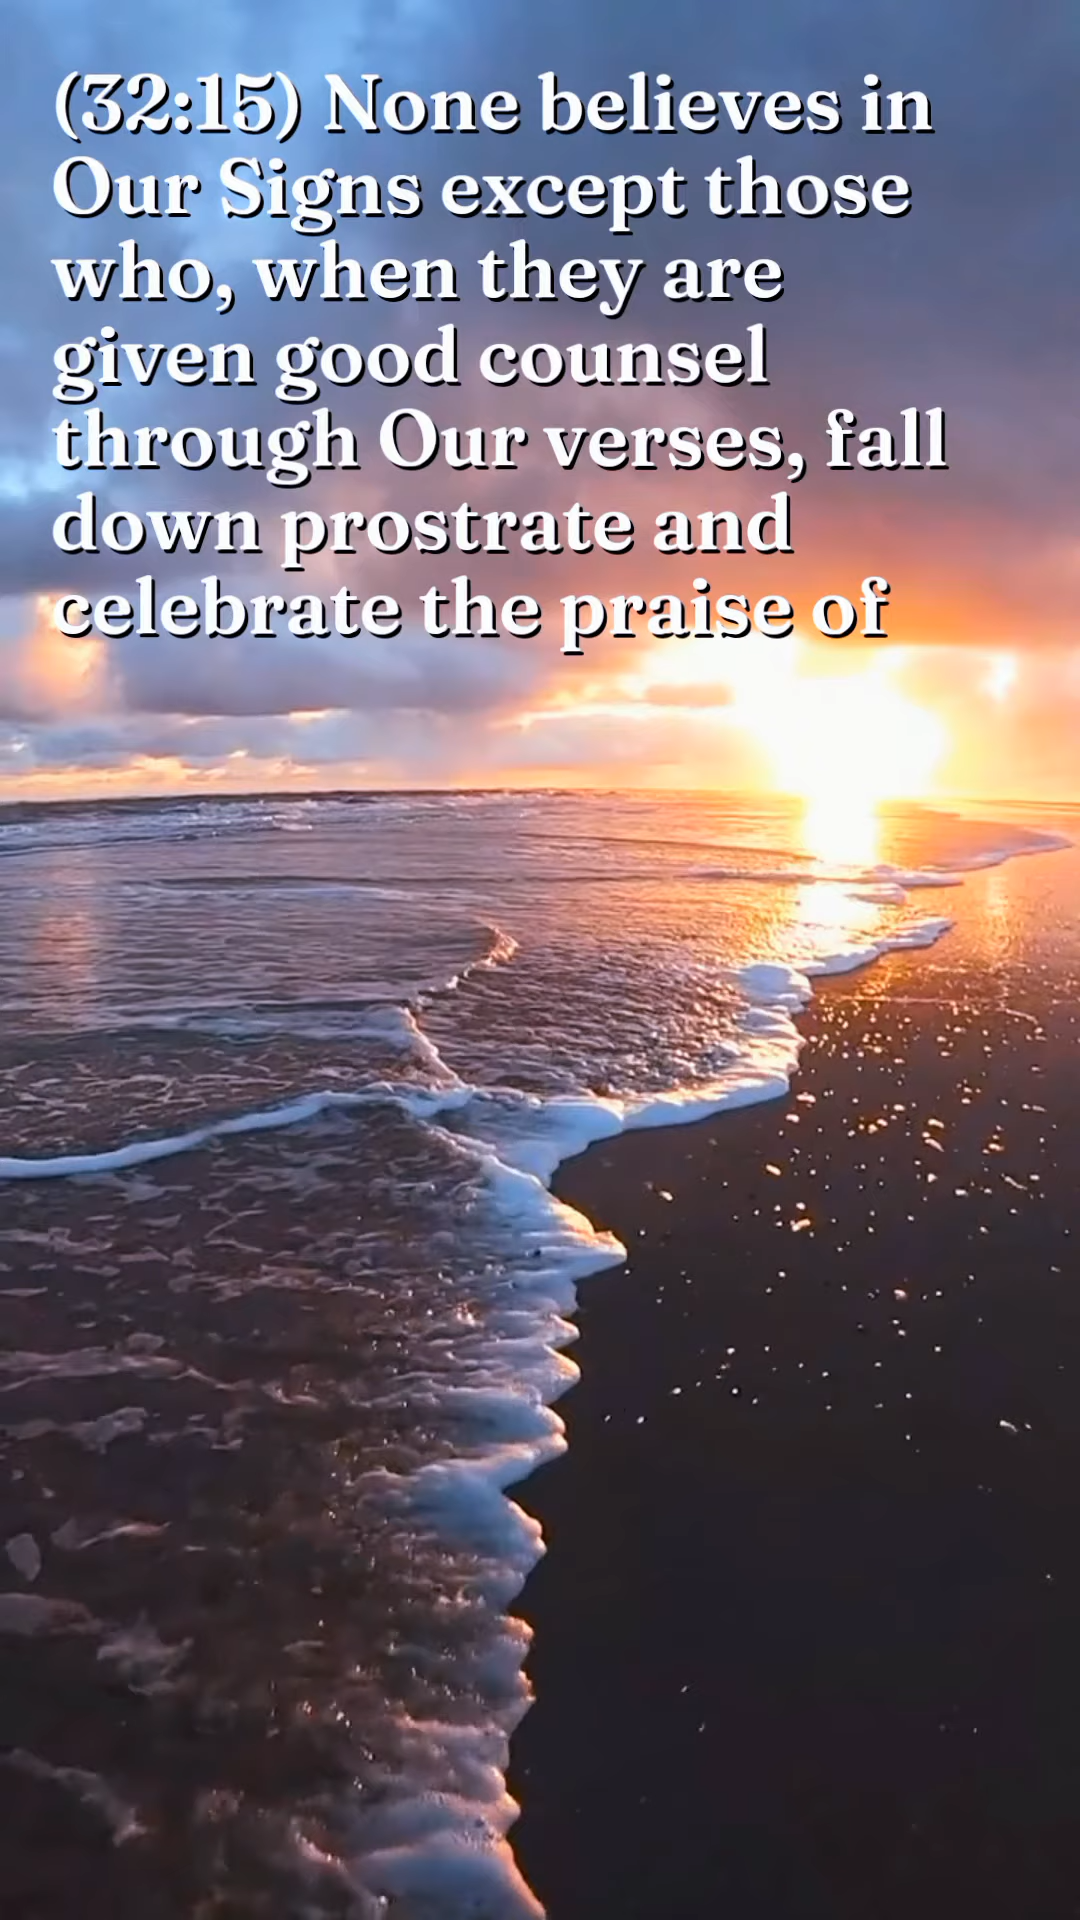 (32:15) None believes in
Our Signs except those
who, when they are
given good counsel
through Our verses, fall
down prostrate and
celebrate the praise of